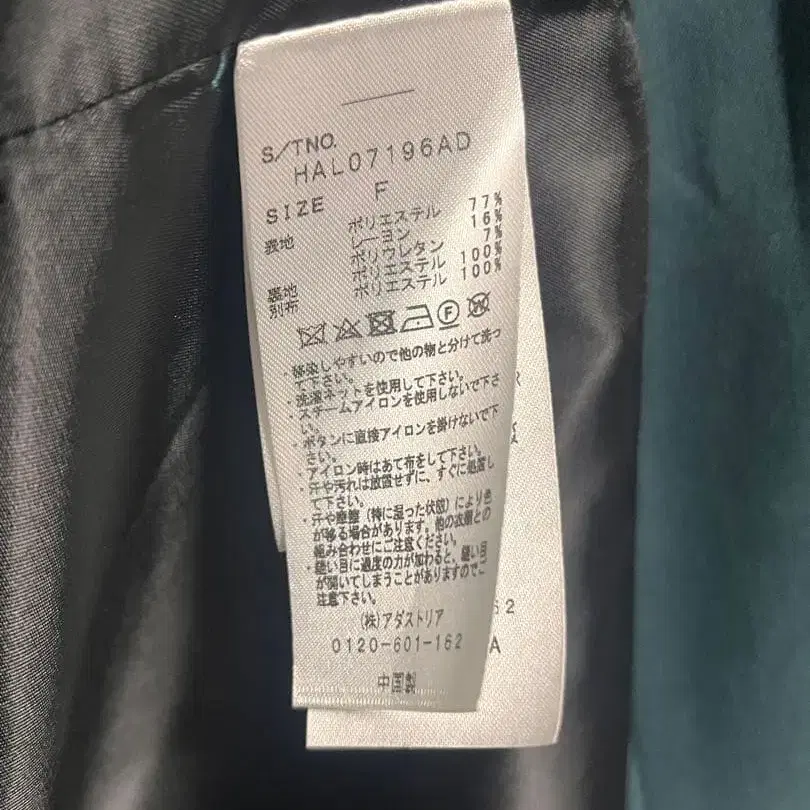 S/TNO.
HAL07196AD
SIZE F
表地 ポリエステル 77%
レーヨン 16%
ポリウレタン 7%
裏地 ポリエステル 100%
別布 ポリエステル 100%
F W
・移染しやすいので他の物と分けて洗っ
て下さい。
・洗濯ネットを使用して下さい。
・スチームアイロンを使用しないで下さ
い。
・ボタンに直接アイロンを掛けないで下
さい。
・アイロン時はあて布をして下さい。
・汗や汚れは放置せずに、すぐに処置し
て下さい。
・汗や摩擦（特に湿った状態）により色
が移る場合があります。他の衣類との
組み合わせにご注意ください。
・縫い目に過度の力が加わると、縫い目
が開いてしまうことがありますのでご
注意下さい。
(株)アダストリア
0120-601-162
中国製
R
62
A